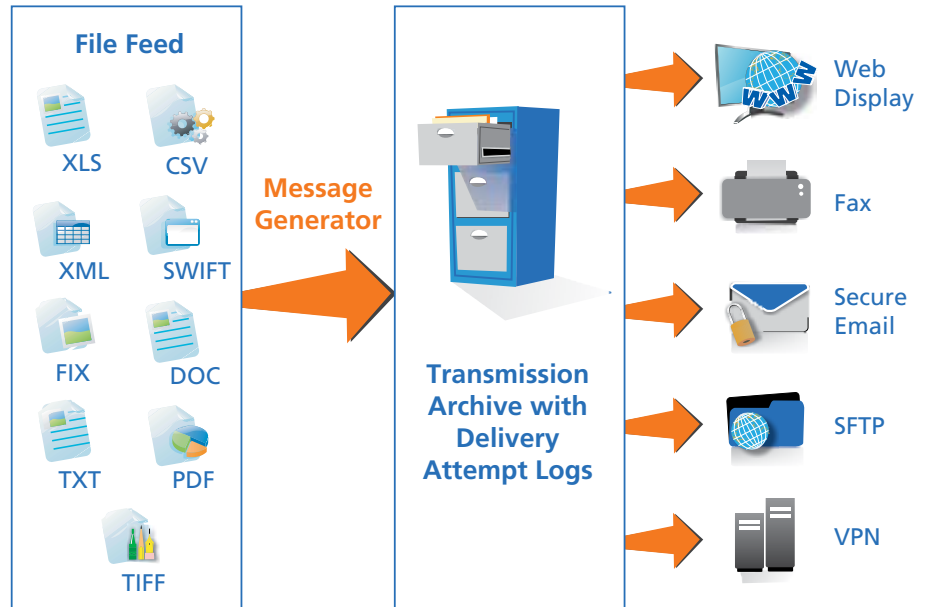 File Feed
XLS
CSV
XML
SWIFT
FIX
DOC
TXT
PDF
TIFF
Message
Generator
Transmission
Archive with
Delivery
Attempt Logs
www
Web
Display
Fax
Secure
Email
SFTP
VPN